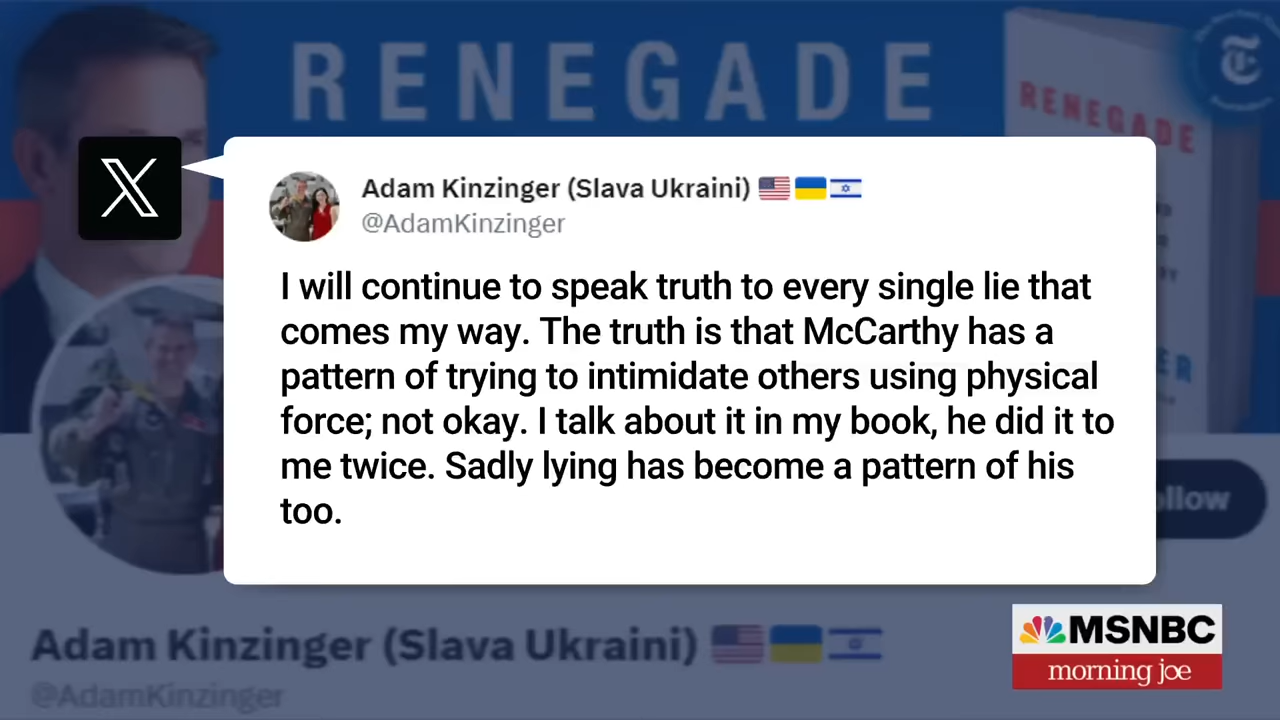 RENEGADE
RENEGADE
Adam Kinzinger (Slava Ukraini)
@AdamKinzinger
I will continue to speak truth to every single lie that
comes my way. The truth is that McCarthy has a
pattern of trying to intimidate others using physical
force; not okay. I talk about it in my book, he did it to
me twice. Sadly lying has become a pattern of his
too.
Adam Kinzinger (Slava Ukraini)
@AdamKinzinger
MSNBC
morning joe